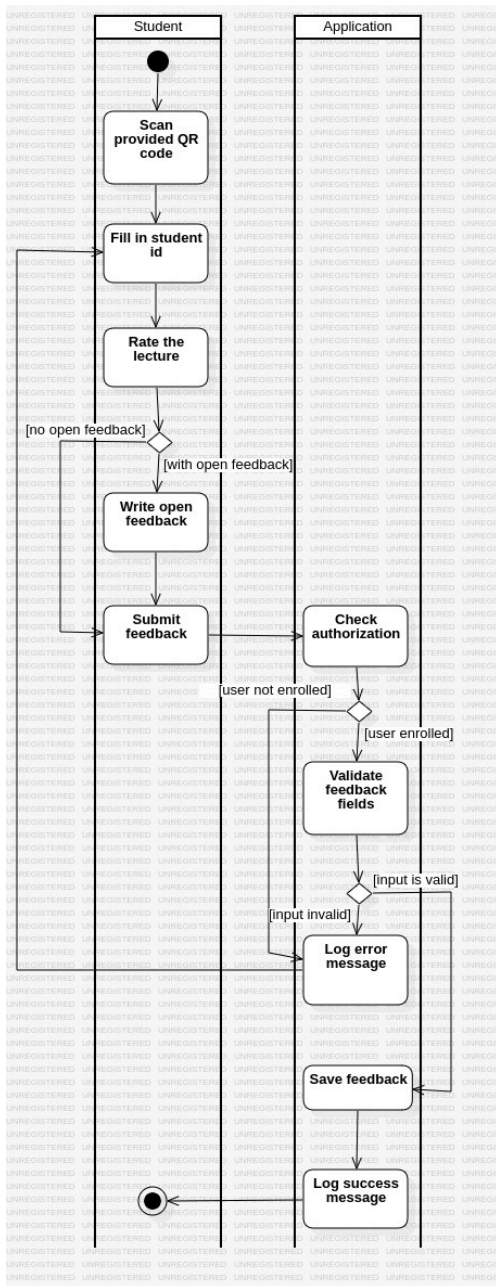 Student
Application
Scan
provided QR
code
Fill in student
id
Rate the
lecture
[no open feedback]
[with open feedback]
Write open
feedback
Submit
feedback
Check
authorization
[user not enrolled]
[user enrolled]
Validate
feedback
fields
[input is valid]
[input invalid]
Log error
message
Save feedback
Log success
message
UNREGISTERED